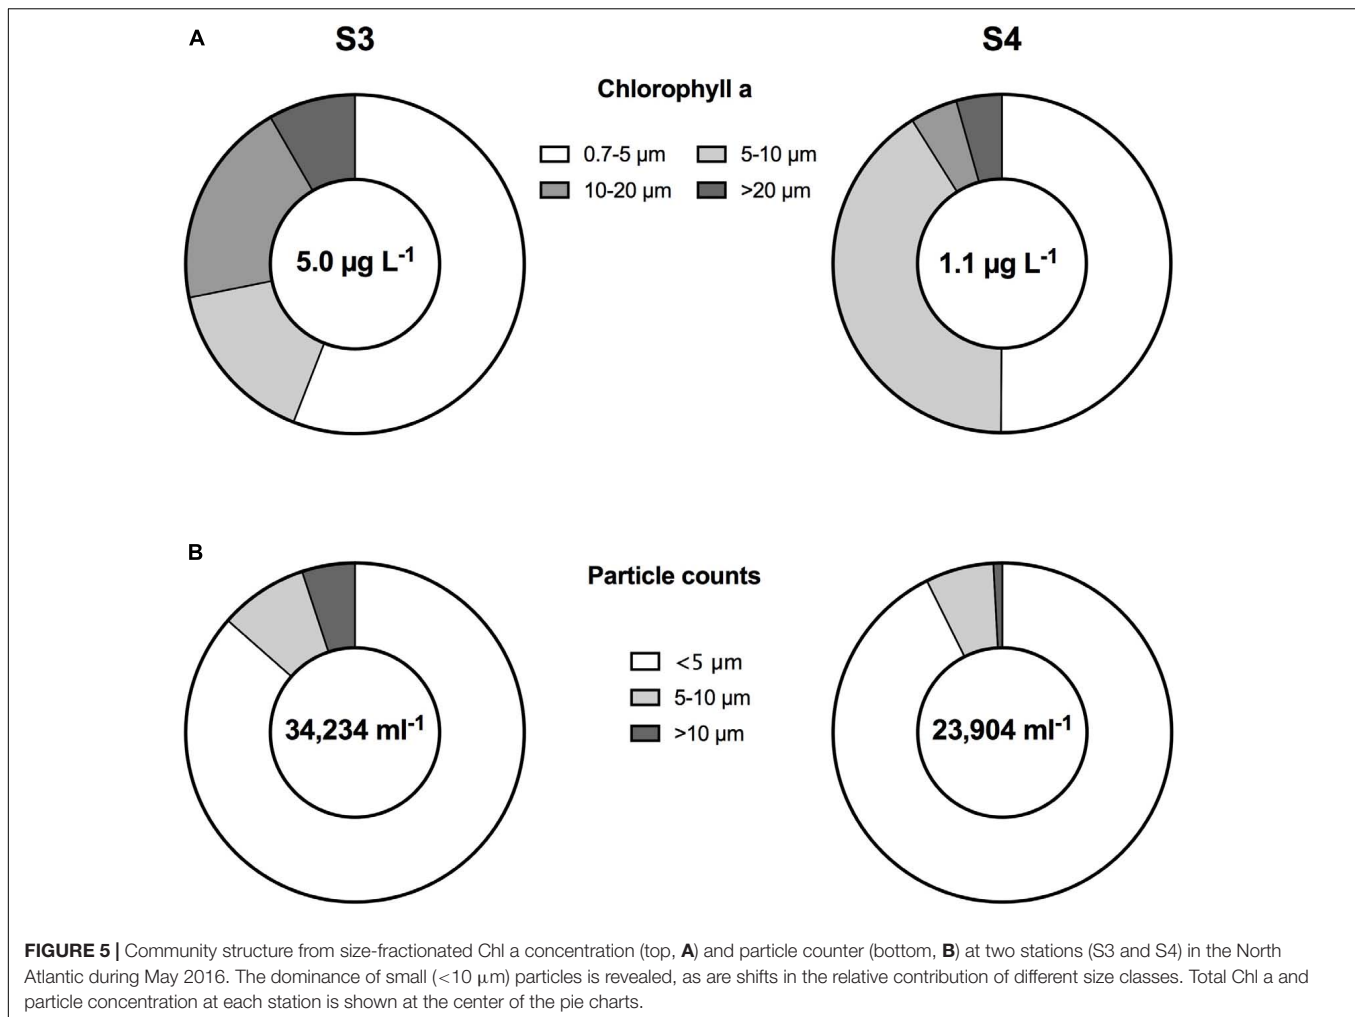 A
S3
S4
Chlorophyll a
0.7-5 µm
5-10 µm
10-20 µm
>20 µm
5.0 µg L-1
1.1 µg L-1
B
Particle counts
<5 µm
5-10 µm
>10 µm
34,234 ml-1
23,904 ml-1
FIGURE 5 | Community structure from size-fractionated Chl a concentration (top, A) and particle counter (bottom, B) at two stations (S3 and S4) in the North
Atlantic during May 2016. The dominance of small (<10 µm) particles is revealed, as are shifts in the relative contribution of different size classes. Total Chl a and
particle concentration at each station is shown at the center of the pie charts.